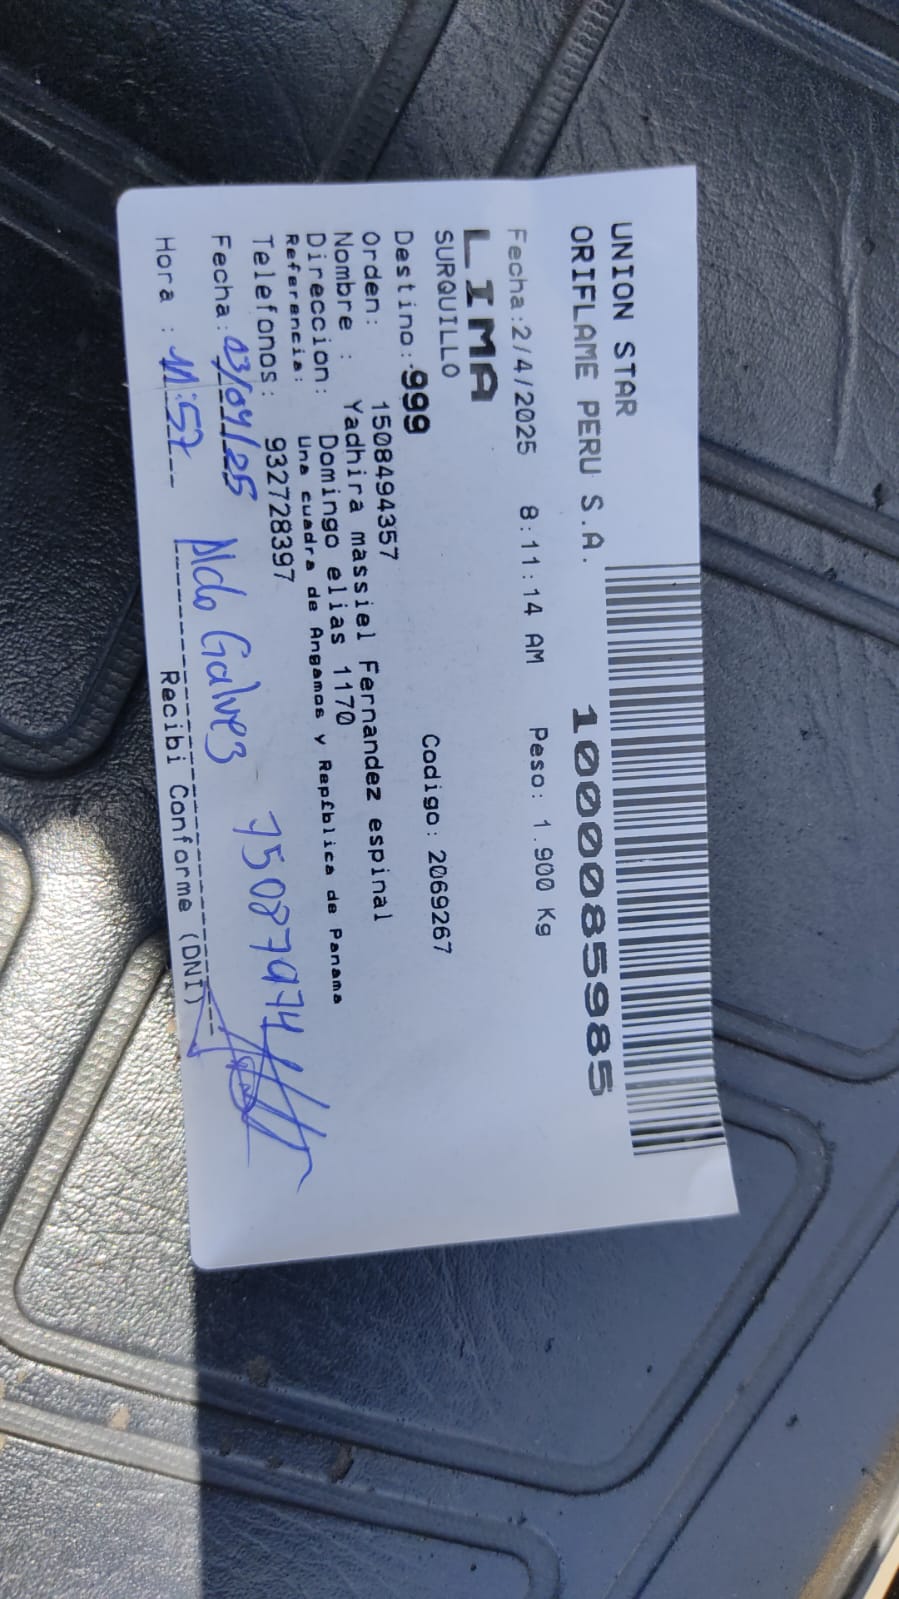 UNION STAR
ORIFLAME PERU S.A.
10000085985
Fecha:2/4/2025 8:11:14 AM Peso: 1.900 Kg
LIMA
SURQUILLO
Destino:999 Codigo: 2069267
Orden: 1508494357
Nombre : Yadhira massiel Fernandez espinal
Direccion: Domingo elias 1170
Referencia: Una cuadra de Angamos y Repfblica de Panama
Telefonos: 932728397
Fecha: 03/04/25 Aldo Galvez 75087974
Hora : 11:57
Recibi Conforme (DNI)